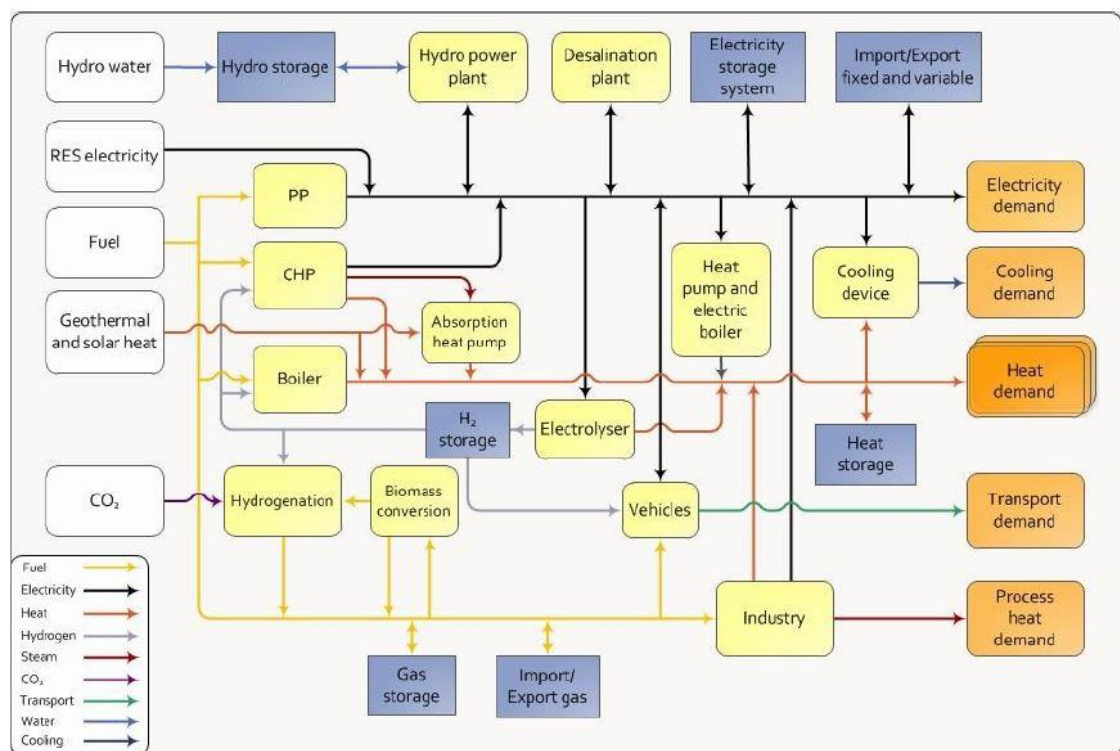 Hydro water
Hydro storage
Hydro power
plant
Desalination
plant
Electricity
storage
system
Import/Export
fixed and variable
RES electricity
PP
Electricity
demand
Fuel
CHP
Heat
pump and
electric
boiler
Cooling
device
Cooling
demand
Geothermal
and solar heat
Absorption
heat pump
Boiler
Heat
demand
H₂
storage
Electrolyser
Heat
storage
CO₂
Hydrogenation
Biomass
conversion
Vehicles
Transport
demand
Industry
Process
heat
demand
Gas
storage
Import/
Export gas
Fuel
Electricity
Heat
Hydrogen
Steam
CO₂
Transport
Water
Cooling